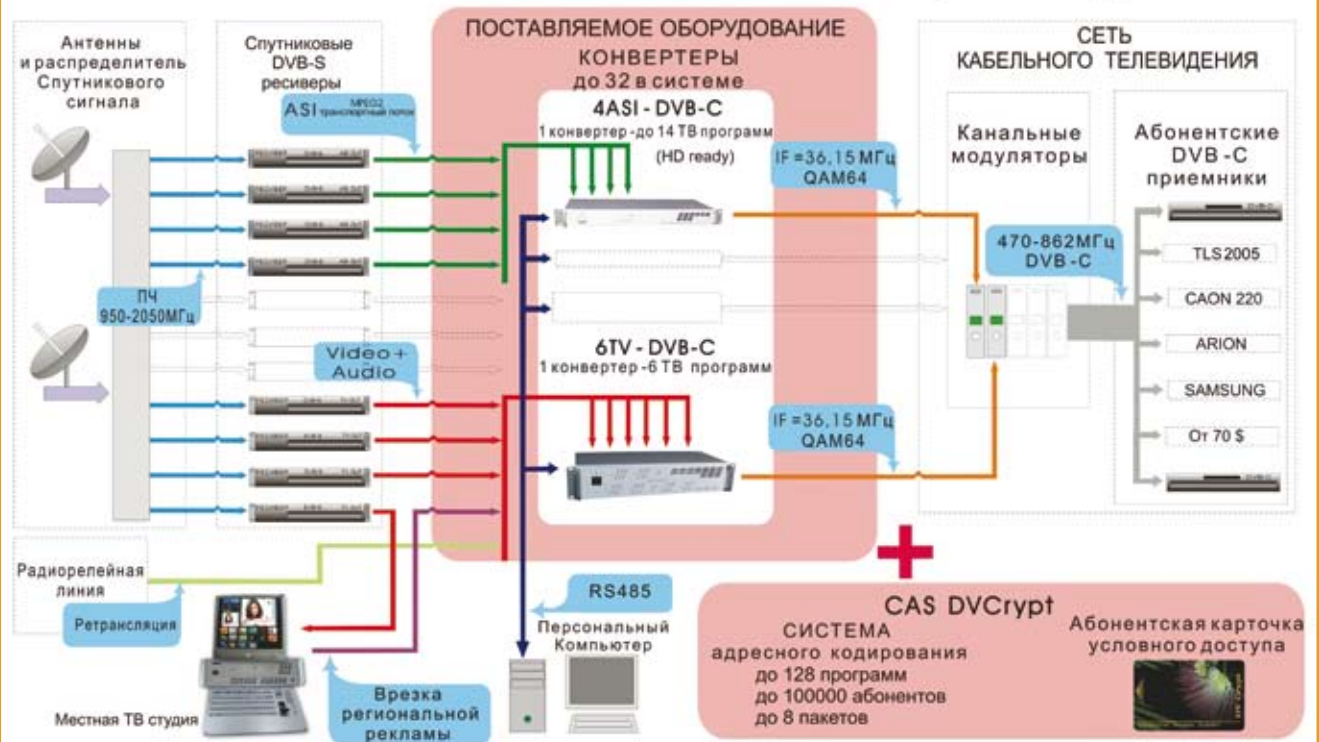 Антенны
и распределитель
Спутникового
сигнала
Спутниковые
DVB-S
ресиверы
ASI MPEG2
транспортный поток
ПЧ
950-2050МГц
Video+
Audio
ПОСТАВЛЯЕМОЕ ОБОРУДОВАНИЕ
КОНВЕРТЕРЫ
до 32 в системе
4ASI - DVB-C
1 конвертер -до 14 ТВ программ
(HD ready)
6TV - DVB-C
1 конвертер -6 ТВ программ
IF =36,15 МГц
QAM64
IF =36,15 МГц
QAM64
СЕТЬ
КАБЕЛЬНОГО ТЕЛЕВИДЕНИЯ
Канальные
модуляторы
Абонентские
DVB-C
приемники
470-862МГц
DVB-C
DVB-C
TLS 2005
CAON 220
ARION
SAMSUNG
От 70 $
DVB-C
Радиорелейная
линия
Ретрансляция
Местная ТВ студия
Врезка
региональной
рекламы
RS485
Персональный
Компьютер
CAS DVCrypt
СИСТЕМА
адресного кодирования
до 128 программ
до 100000 абонентов
до 8 пакетов
Абонентская карточка
условного доступа